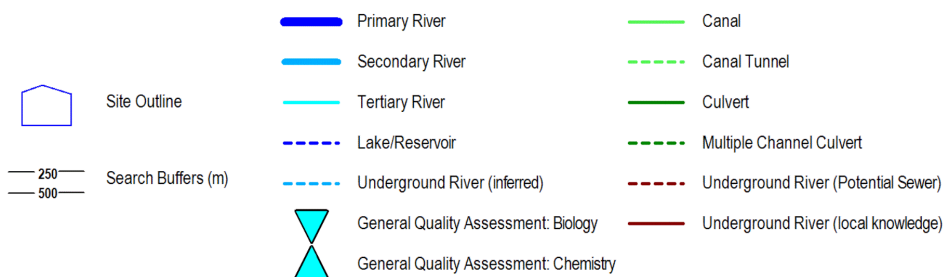 Site Outline
250
500
Search Buffers (m)
Primary River
Secondary River
Tertiary River
Lake/Reservoir
Underground River (inferred)
General Quality Assessment: Biology
General Quality Assessment: Chemistry
Canal
Canal Tunnel
Culvert
Multiple Channel Culvert
Underground River (Potential Sewer)
Underground River (local knowledge)